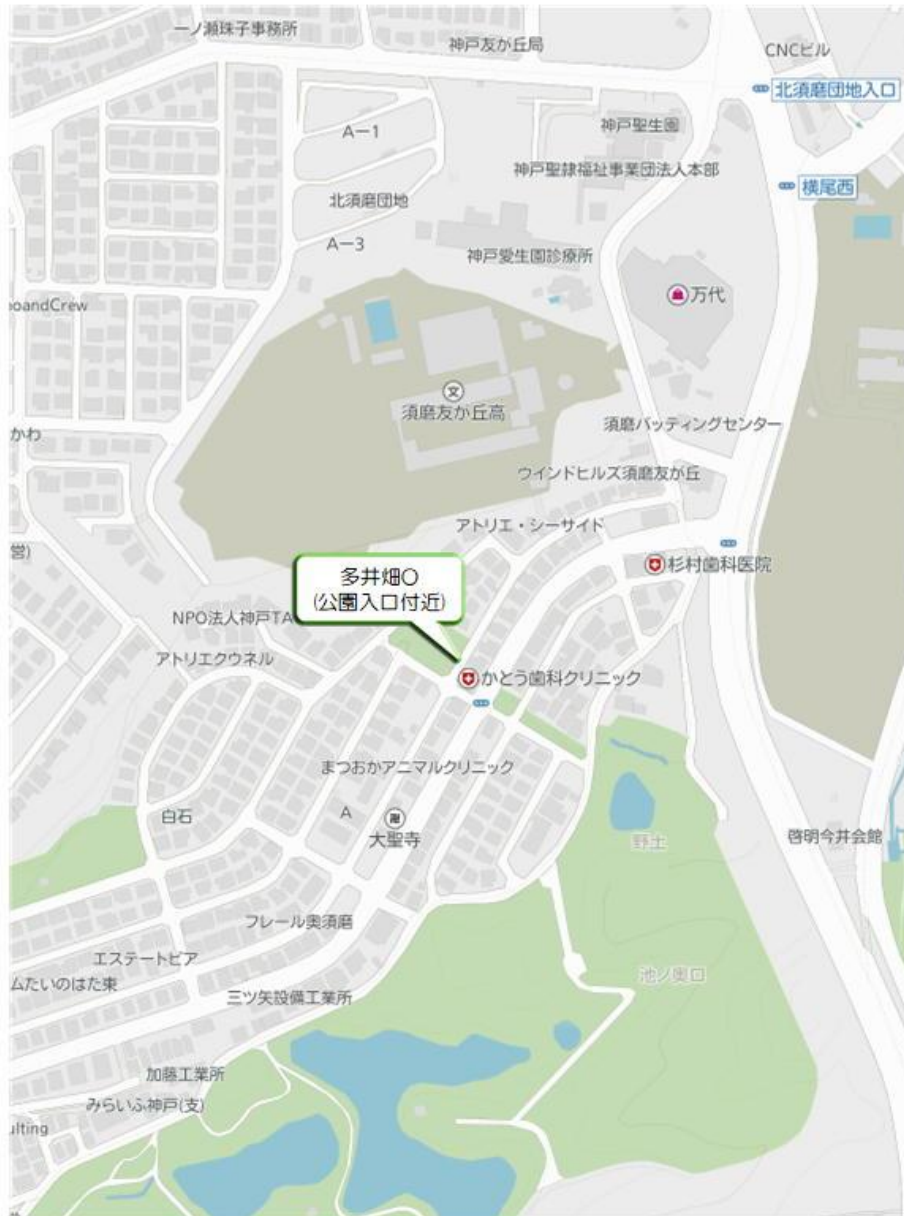 一ノ瀬珠子事務所
神戸友が丘局
CNCビル
北須磨団地入口
A-1
神戸聖生園
神戸聖隷福祉事業団法人本部
横尾西
北須磨団地
A-3
神戸愛生園診療所
万代
oandCrew
文
須磨友が丘高
須磨バッティングセンター
かわ
ウインドヒルズ須磨友が丘
アトリエ・シーサイド
営)
杉村歯科医院
多井畑〇
(公園入口付近)
NPO法人神戸TA
アトリエクウネル
かとう歯科クリニック
まつおかアニマルクリニック
白石
A
卍
大聖寺
野土
啓明今井会館
フレール奥須磨
エステートピア
ムたいのはた東
池ノ奥口
三ツ矢設備工業所
加藤工業所
みらいふ神戸(支)
ulting